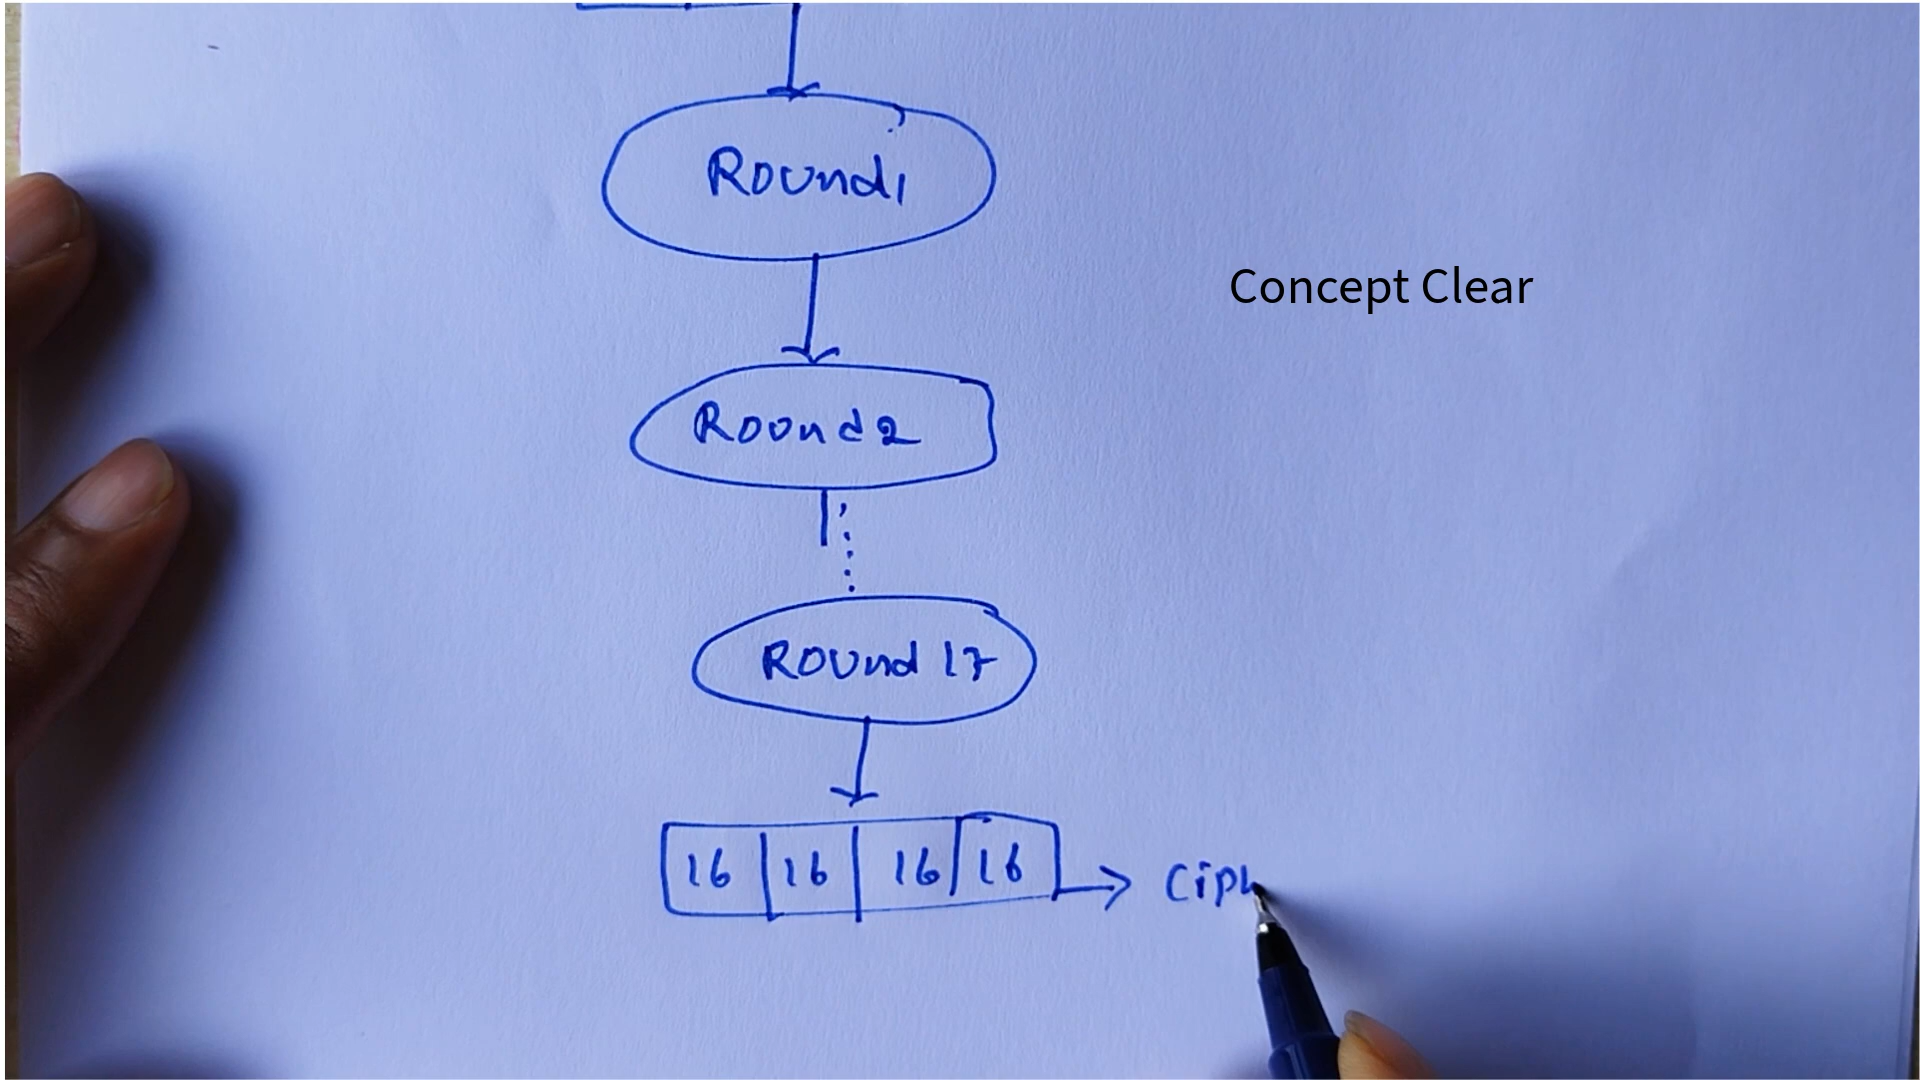 Round1
Concept Clear
Round2
Round 17
16 16 16 16 → Ciph